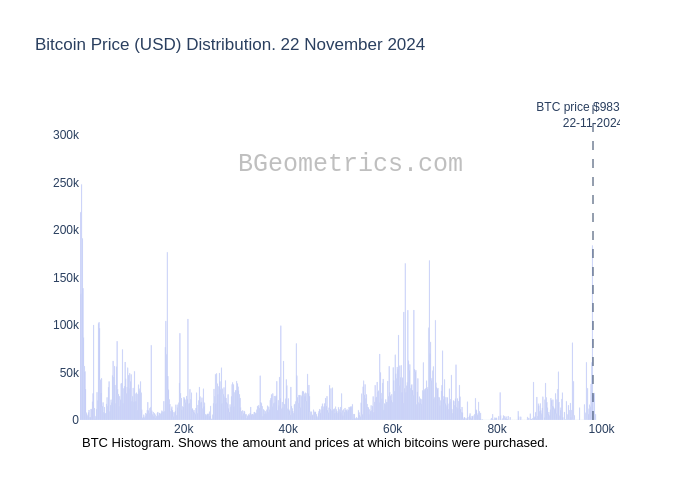 Bitcoin Price (USD) Distribution. 22 November 2024
BTC price $983
22-11-2024
300k
BGeometrics.com
250k
200k
150k
100k
50k
0
20k
40k
60k
80k
100k
BTC Histogram. Shows the amount and prices at which bitcoins were purchased.